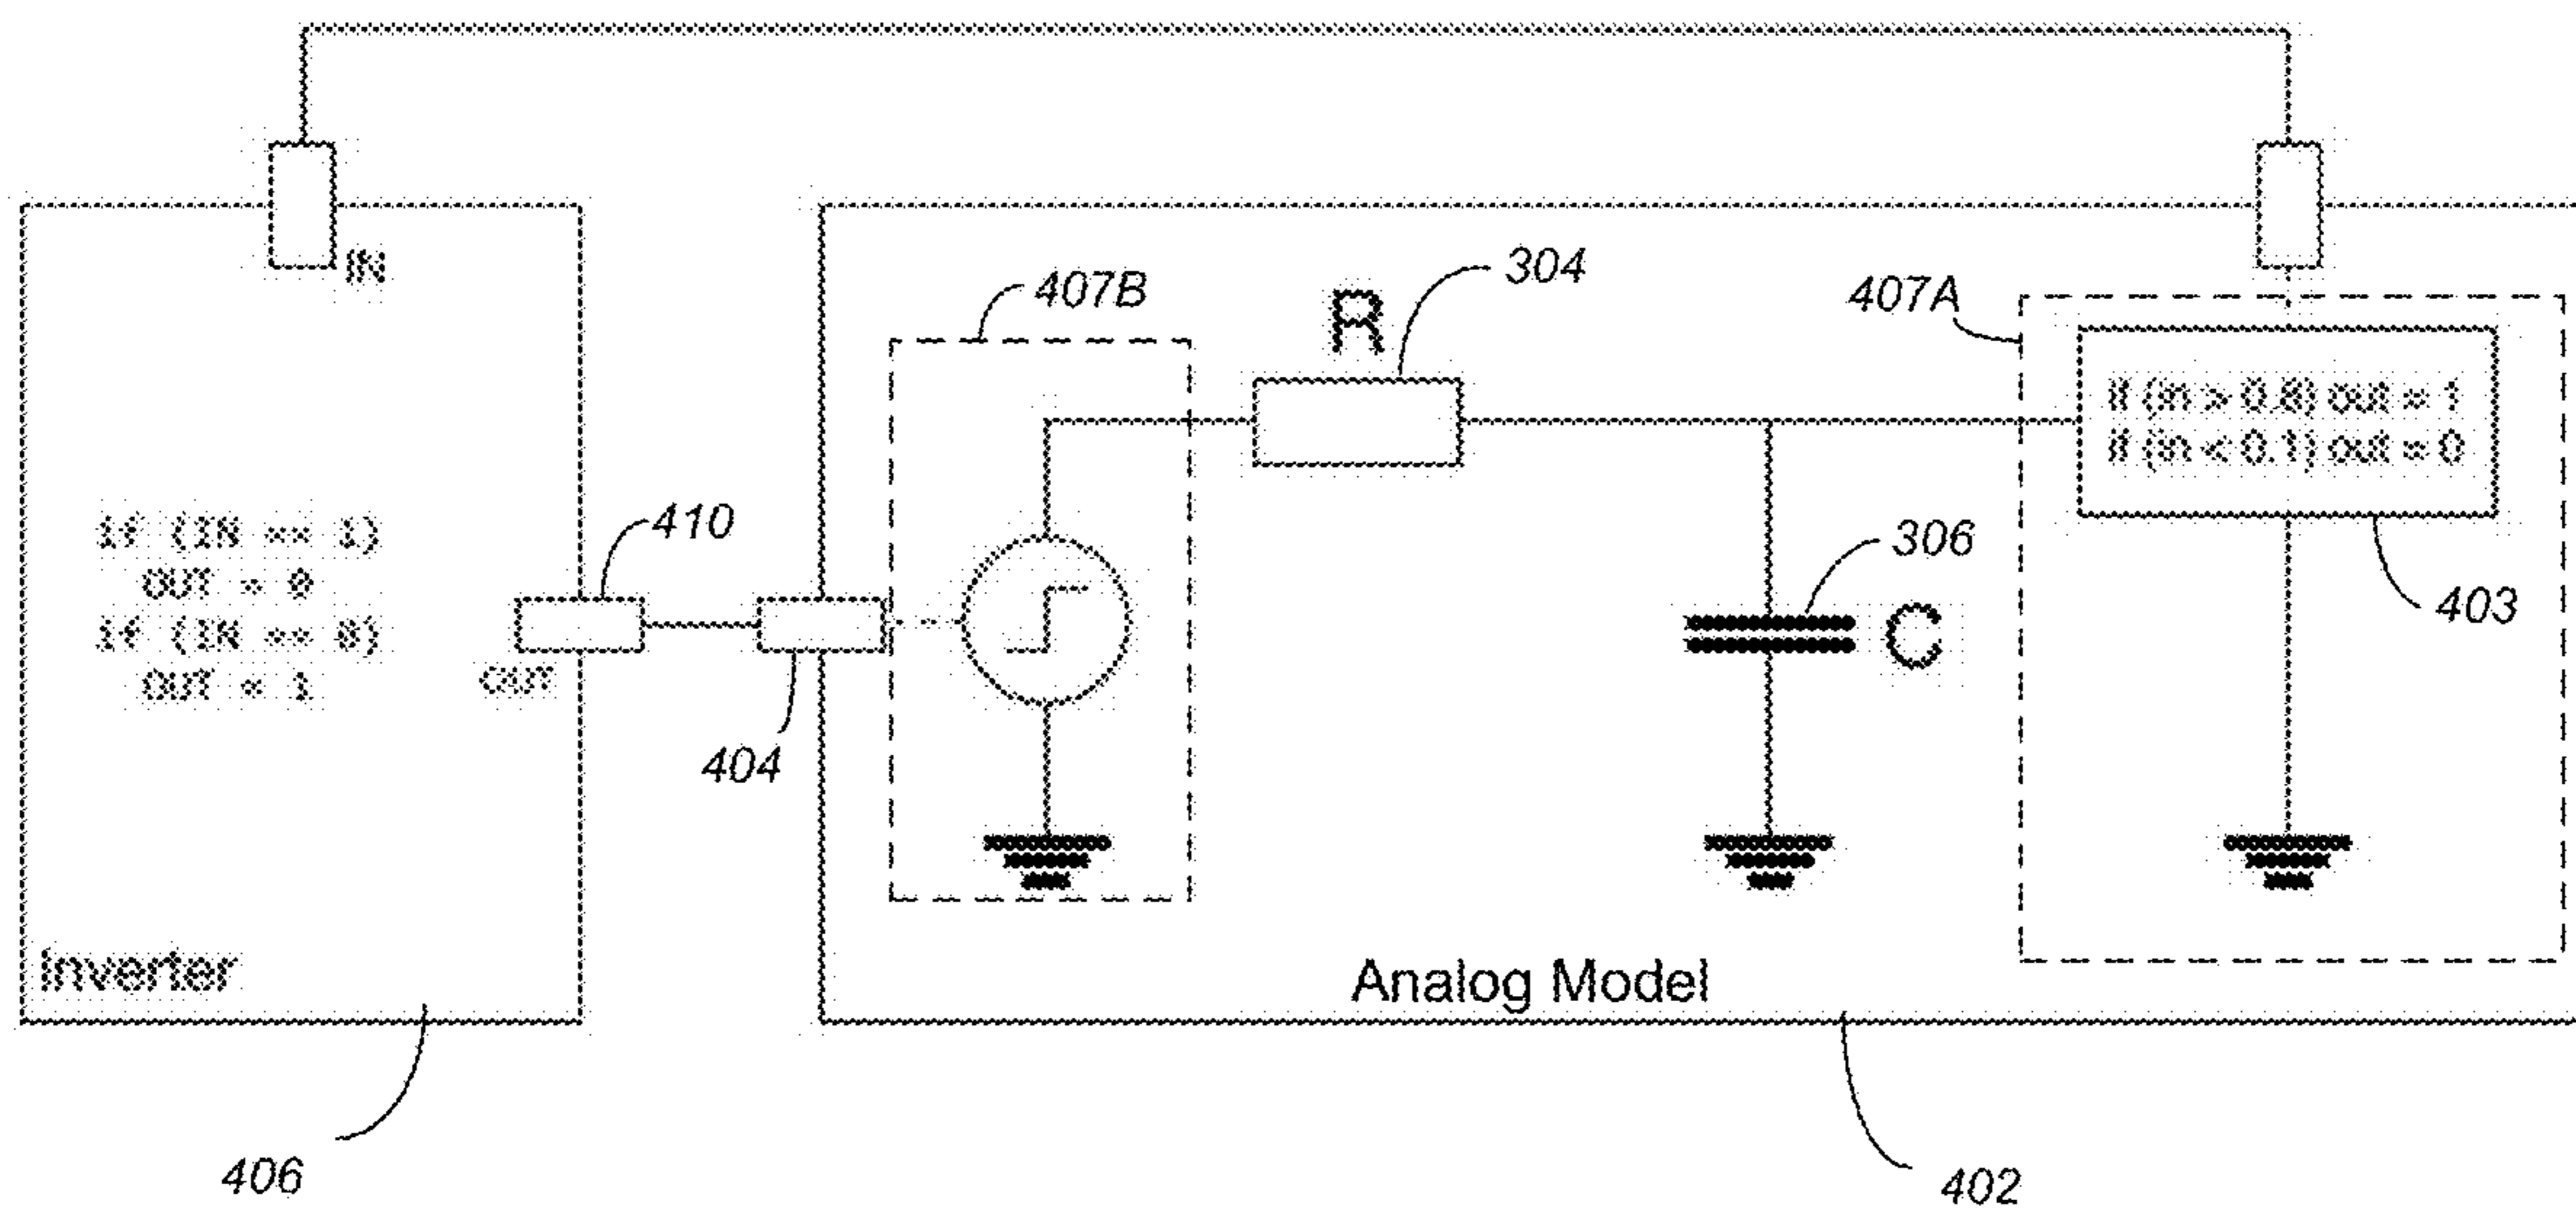 IN
407B
R
304
407A
if (in > 0.8) out = 1
if (in < 0.1) out = 0
if (IN == 1)
OUT = 0
if (IN == 0)
OUT = 1
410
OUT
404
306
C
403
Inverter
Analog Model
406
402